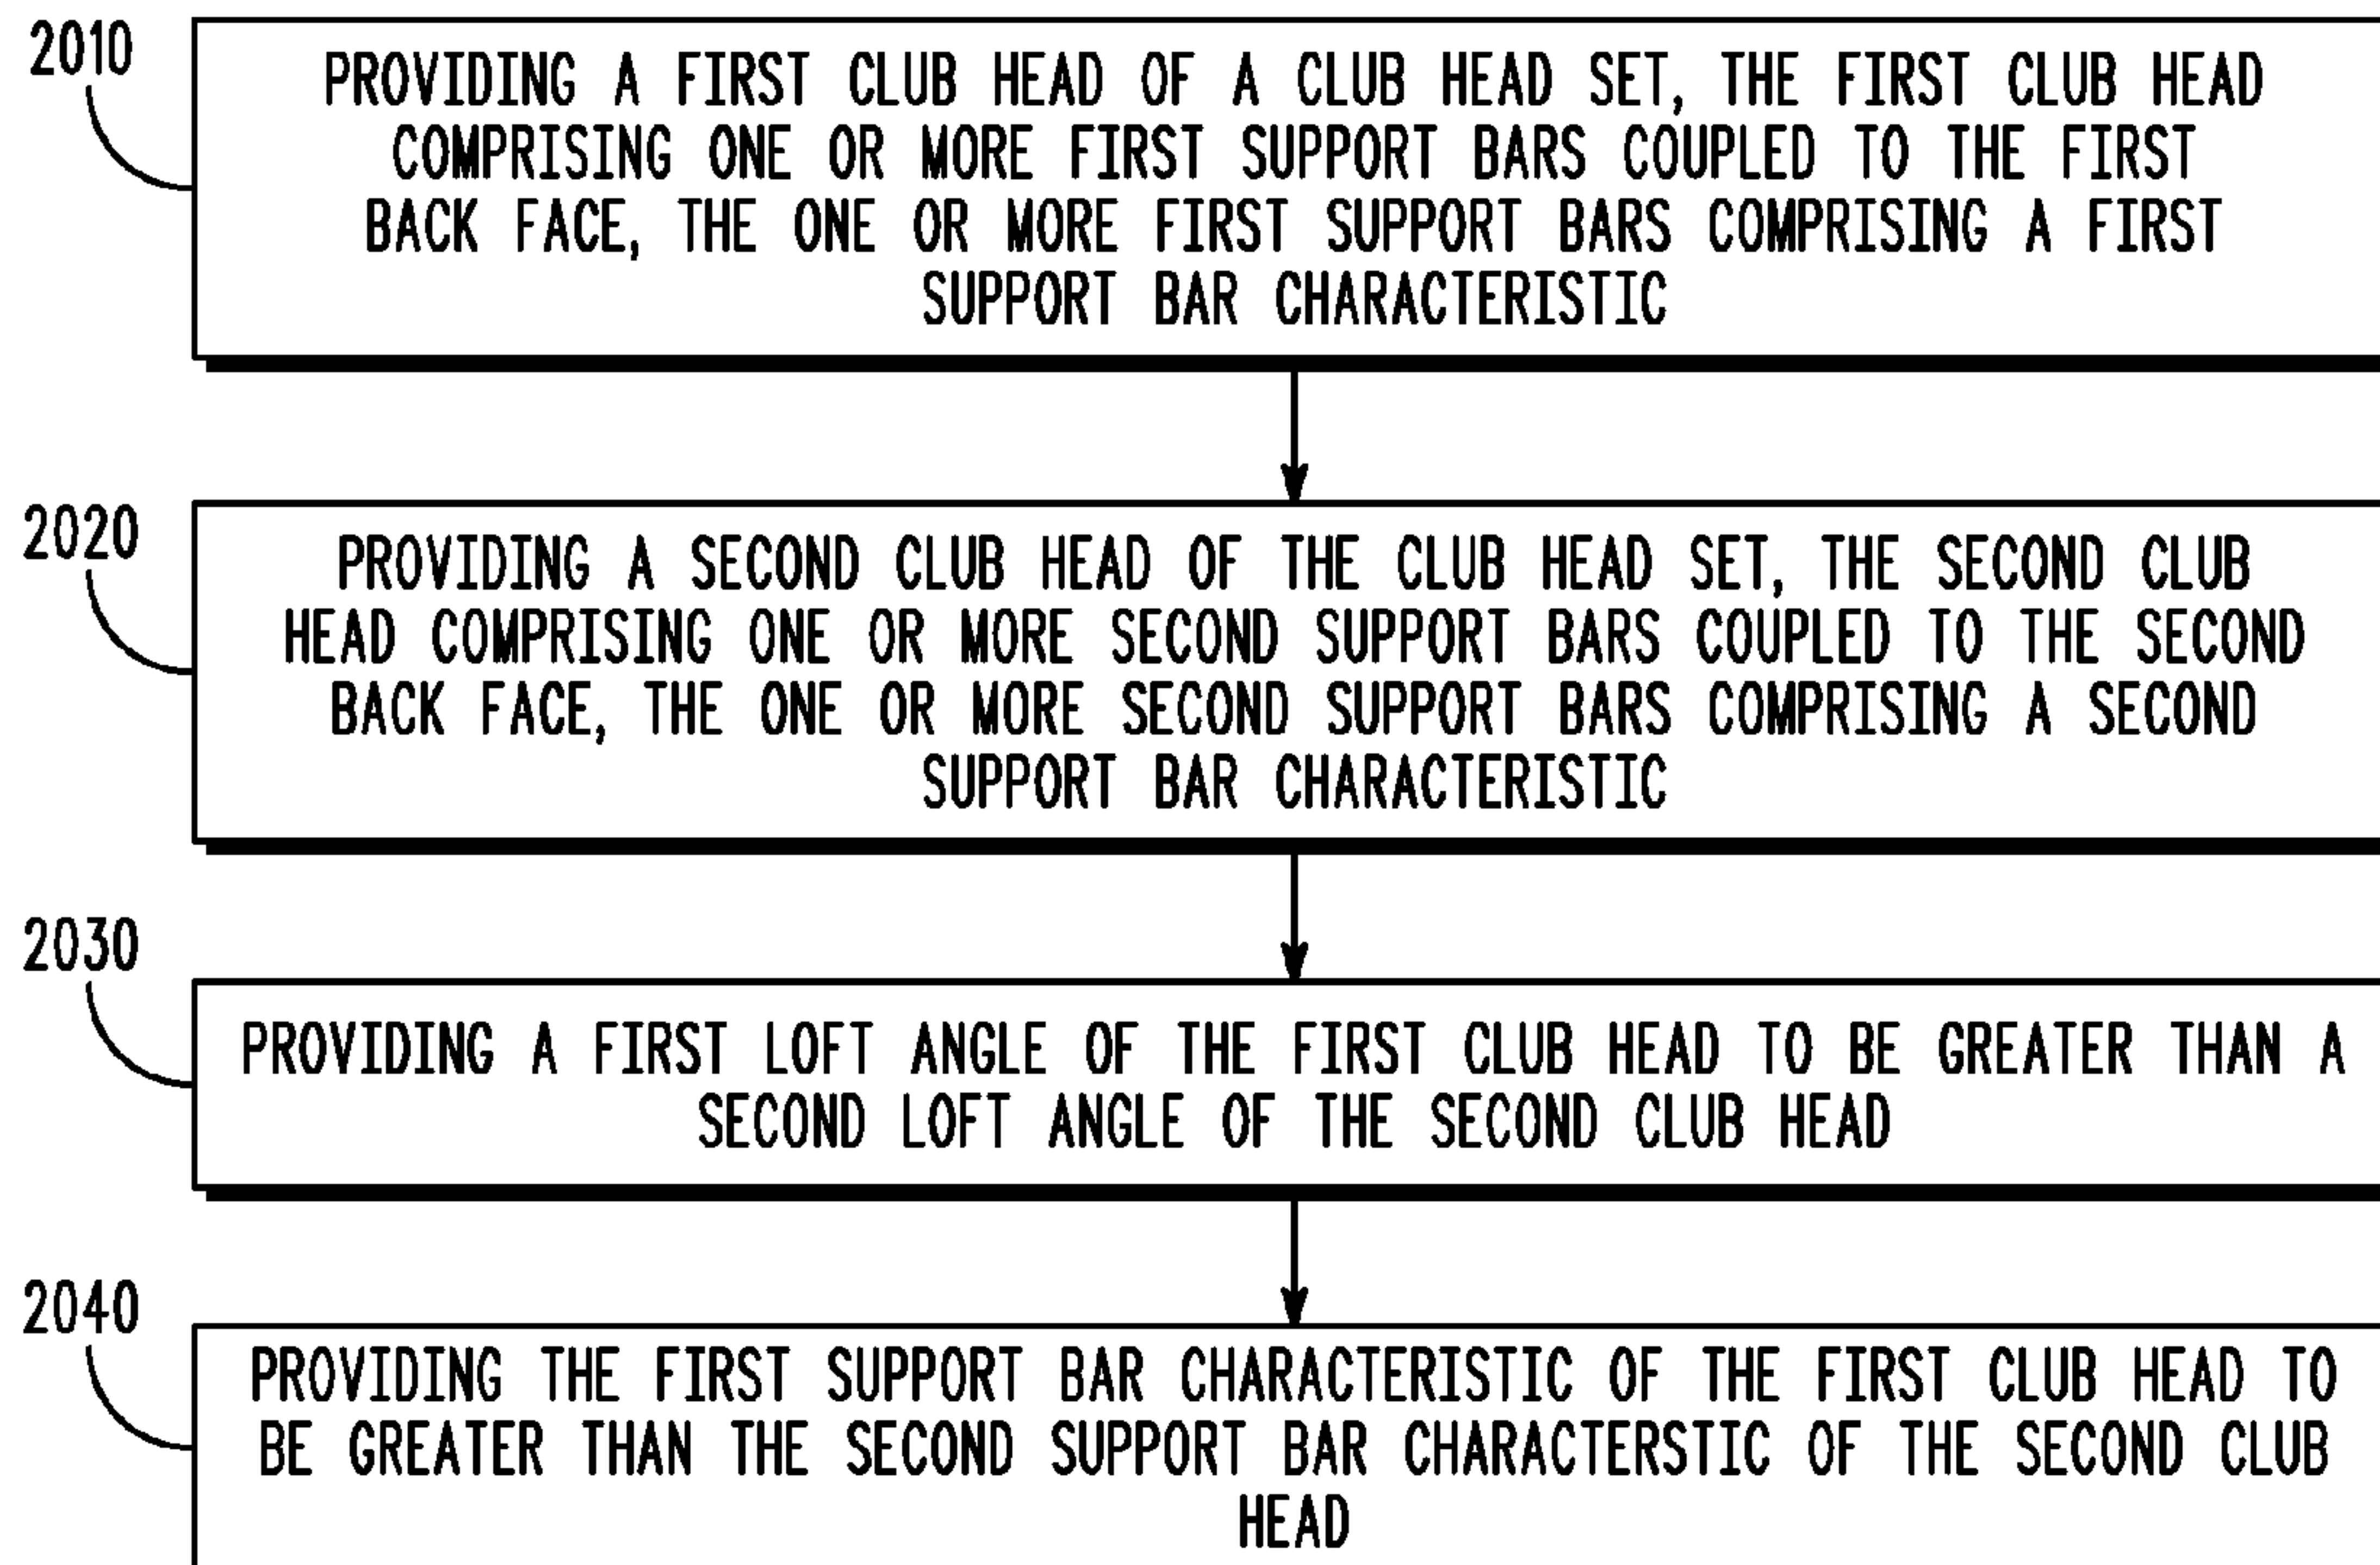 2010
PROVIDING A FIRST CLUB HEAD OF A CLUB HEAD SET, THE FIRST CLUB HEAD
COMPRISING ONE OR MORE FIRST SUPPORT BARS COUPLED TO THE FIRST
BACK FACE, THE ONE OR MORE FIRST SUPPORT BARS COMPRISING A FIRST
SUPPORT BAR CHARACTERISTIC
2020
PROVIDING A SECOND CLUB HEAD OF THE CLUB HEAD SET, THE SECOND CLUB
HEAD COMPRISING ONE OR MORE SECOND SUPPORT BARS COUPLED TO THE SECOND
BACK FACE, THE ONE OR MORE SECOND SUPPORT BARS COMPRISING A SECOND
SUPPORT BAR CHARACTERISTIC
2030
PROVIDING A FIRST LOFT ANGLE OF THE FIRST CLUB HEAD TO BE GREATER THAN A
SECOND LOFT ANGLE OF THE SECOND CLUB HEAD
2040
PROVIDING THE FIRST SUPPORT BAR CHARACTERISTIC OF THE FIRST CLUB HEAD TO
BE GREATER THAN THE SECOND SUPPORT BAR CHARACTERSTIC OF THE SECOND CLUB
HEAD